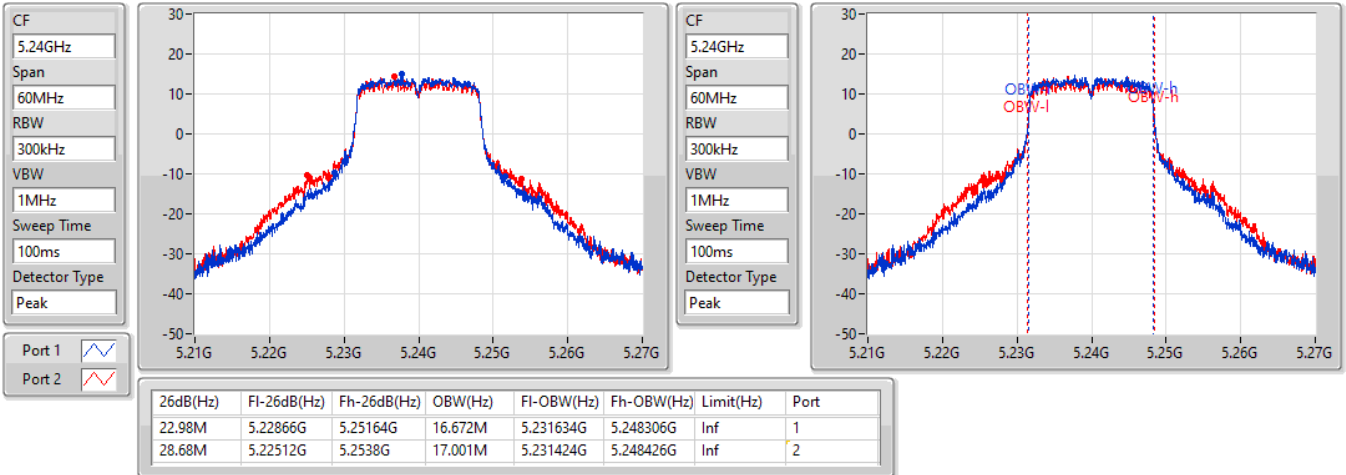 CF
5.24GHz
Span
60MHz
RBW
300kHz
VBW
1MHz
Sweep Time
100ms
Detector Type
Peak
30
20
10
0
-10
-20
-30
-40
-50
5.21G 5.22G 5.23G 5.24G 5.25G 5.26G 5.27G
CF
5.24GHz
Span
60MHz
RBW
300kHz
VBW
1MHz
Sweep Time
100ms
Detector Type
Peak
30
20
10
0
-10
-20
-30
-40
-50
OBW-h
OBW-l
OBW-h
5.21G 5.22G 5.23G 5.24G 5.25G 5.26G 5.27G
Port 1
Port 2
26dB(Hz) Fl-26dB(Hz) Fh-26dB(Hz) OBW(Hz) Fl-OBW(Hz) Fh-OBW(Hz) Limit(Hz) Port
22.98M 5.22866G 5.25164G 16.672M 5.231634G 5.248306G Inf 1
28.68M 5.22512G 5.2538G 17.001M 5.231424G 5.248426G Inf 2